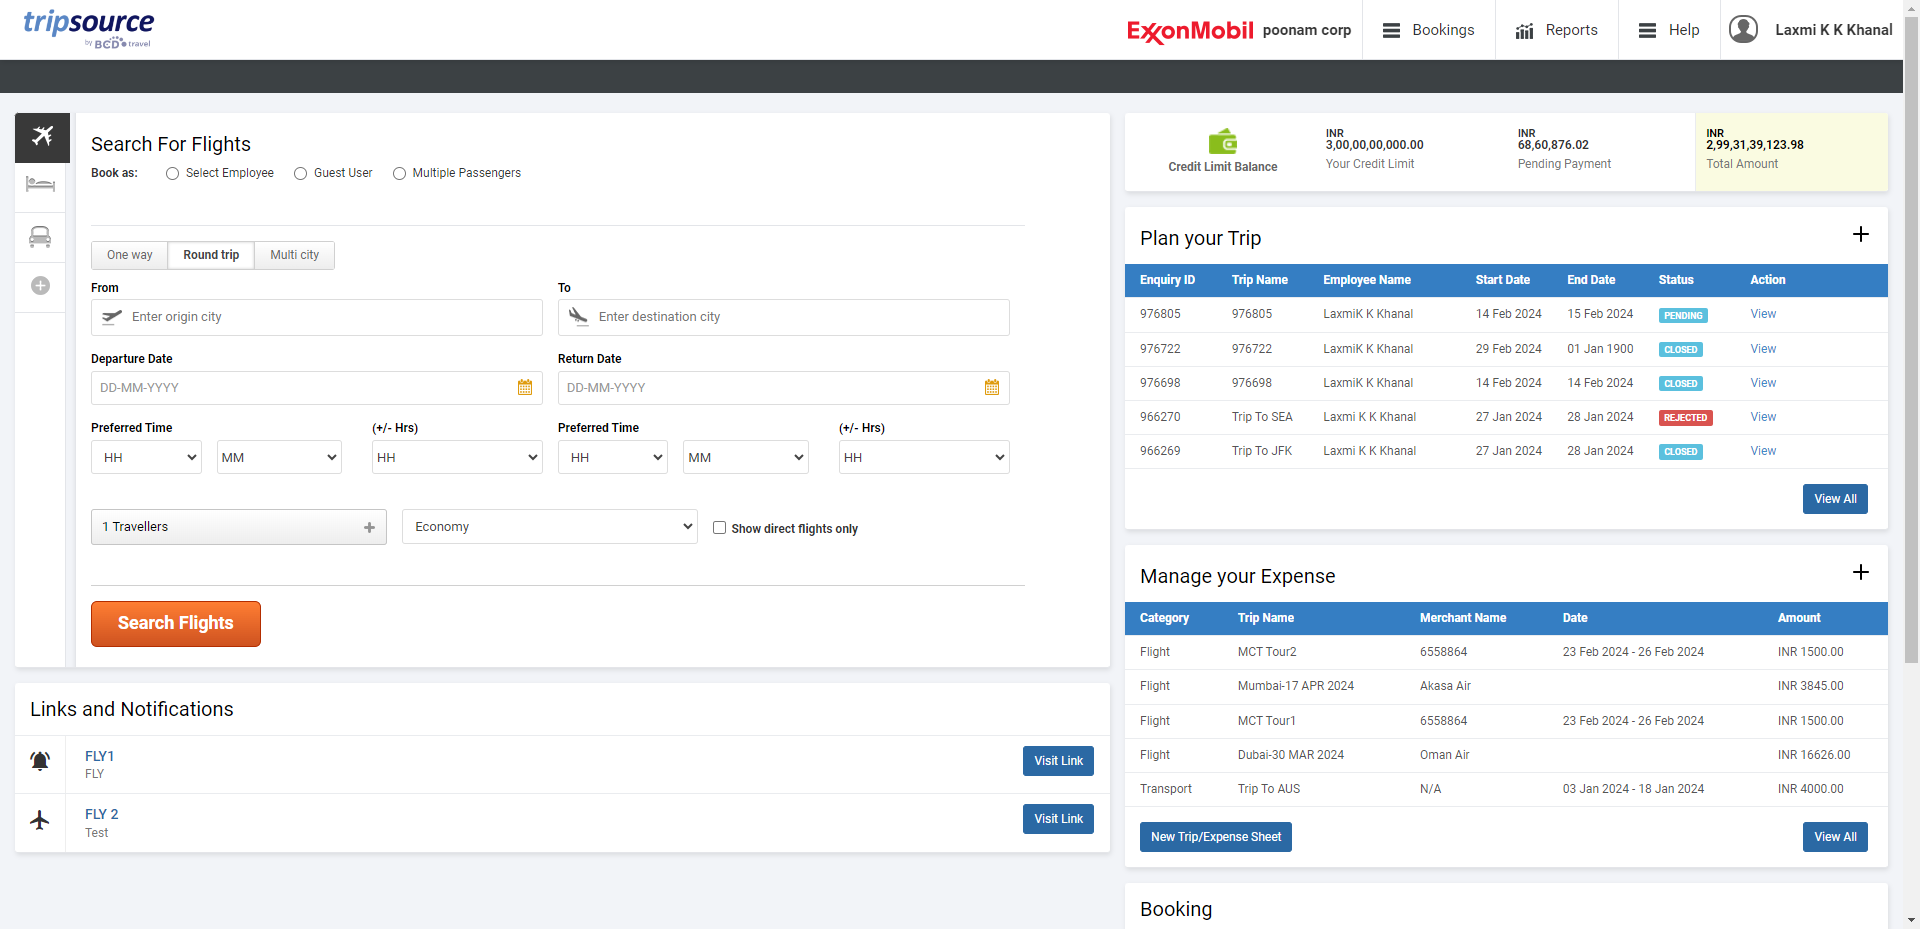 tripsource
by BCD travel
ExxonMobil poonam corp
Bookings
Reports
Help
Laxmi K K Khanal
Search For Flights
Book as: Select Employee Guest User Multiple Passengers
One way Round trip Multi city
From To
Enter origin city Enter destination city
Departure Date Return Date
DD-MM-YYYY DD-MM-YYYY
Preferred Time (+/- Hrs) Preferred Time (+/- Hrs)
HH MM HH HH MM HH
1 Travellers Economy Show direct flights only
Search Flights
Links and Notifications
FLY1
FLY
Visit Link
FLY 2
Test
Visit Link
Credit Limit Balance
INR
3,00,00,00,000.00
Your Credit Limit
INR
68,60,876.02
Pending Payment
INR
2,99,31,39,123.98
Total Amount
Plan your Trip
Enquiry ID Trip Name Employee Name Start Date End Date Status Action
976805 976805 LaxmiK K Khanal 14 Feb 2024 15 Feb 2024 PENDING View
976722 976722 LaxmiK K Khanal 29 Feb 2024 01 Jan 1900 CLOSED View
976698 976698 LaxmiK K Khanal 14 Feb 2024 14 Feb 2024 CLOSED View
966270 Trip To SEA Laxmi K K Khanal 27 Jan 2024 28 Jan 2024 REJECTED View
966269 Trip To JFK Laxmi K K Khanal 27 Jan 2024 28 Jan 2024 CLOSED View
View All
Manage your Expense
Category Trip Name Merchant Name Date Amount
Flight MCT Tour2 6558864 23 Feb 2024 - 26 Feb 2024 INR 1500.00
Flight Mumbai-17 APR 2024 Akasa Air INR 3845.00
Flight MCT Tour1 6558864 23 Feb 2024 - 26 Feb 2024 INR 1500.00
Flight Dubai-30 MAR 2024 Oman Air INR 16626.00
Transport Trip To AUS N/A 03 Jan 2024 - 18 Jan 2024 INR 4000.00
New Trip/Expense Sheet View All
Booking